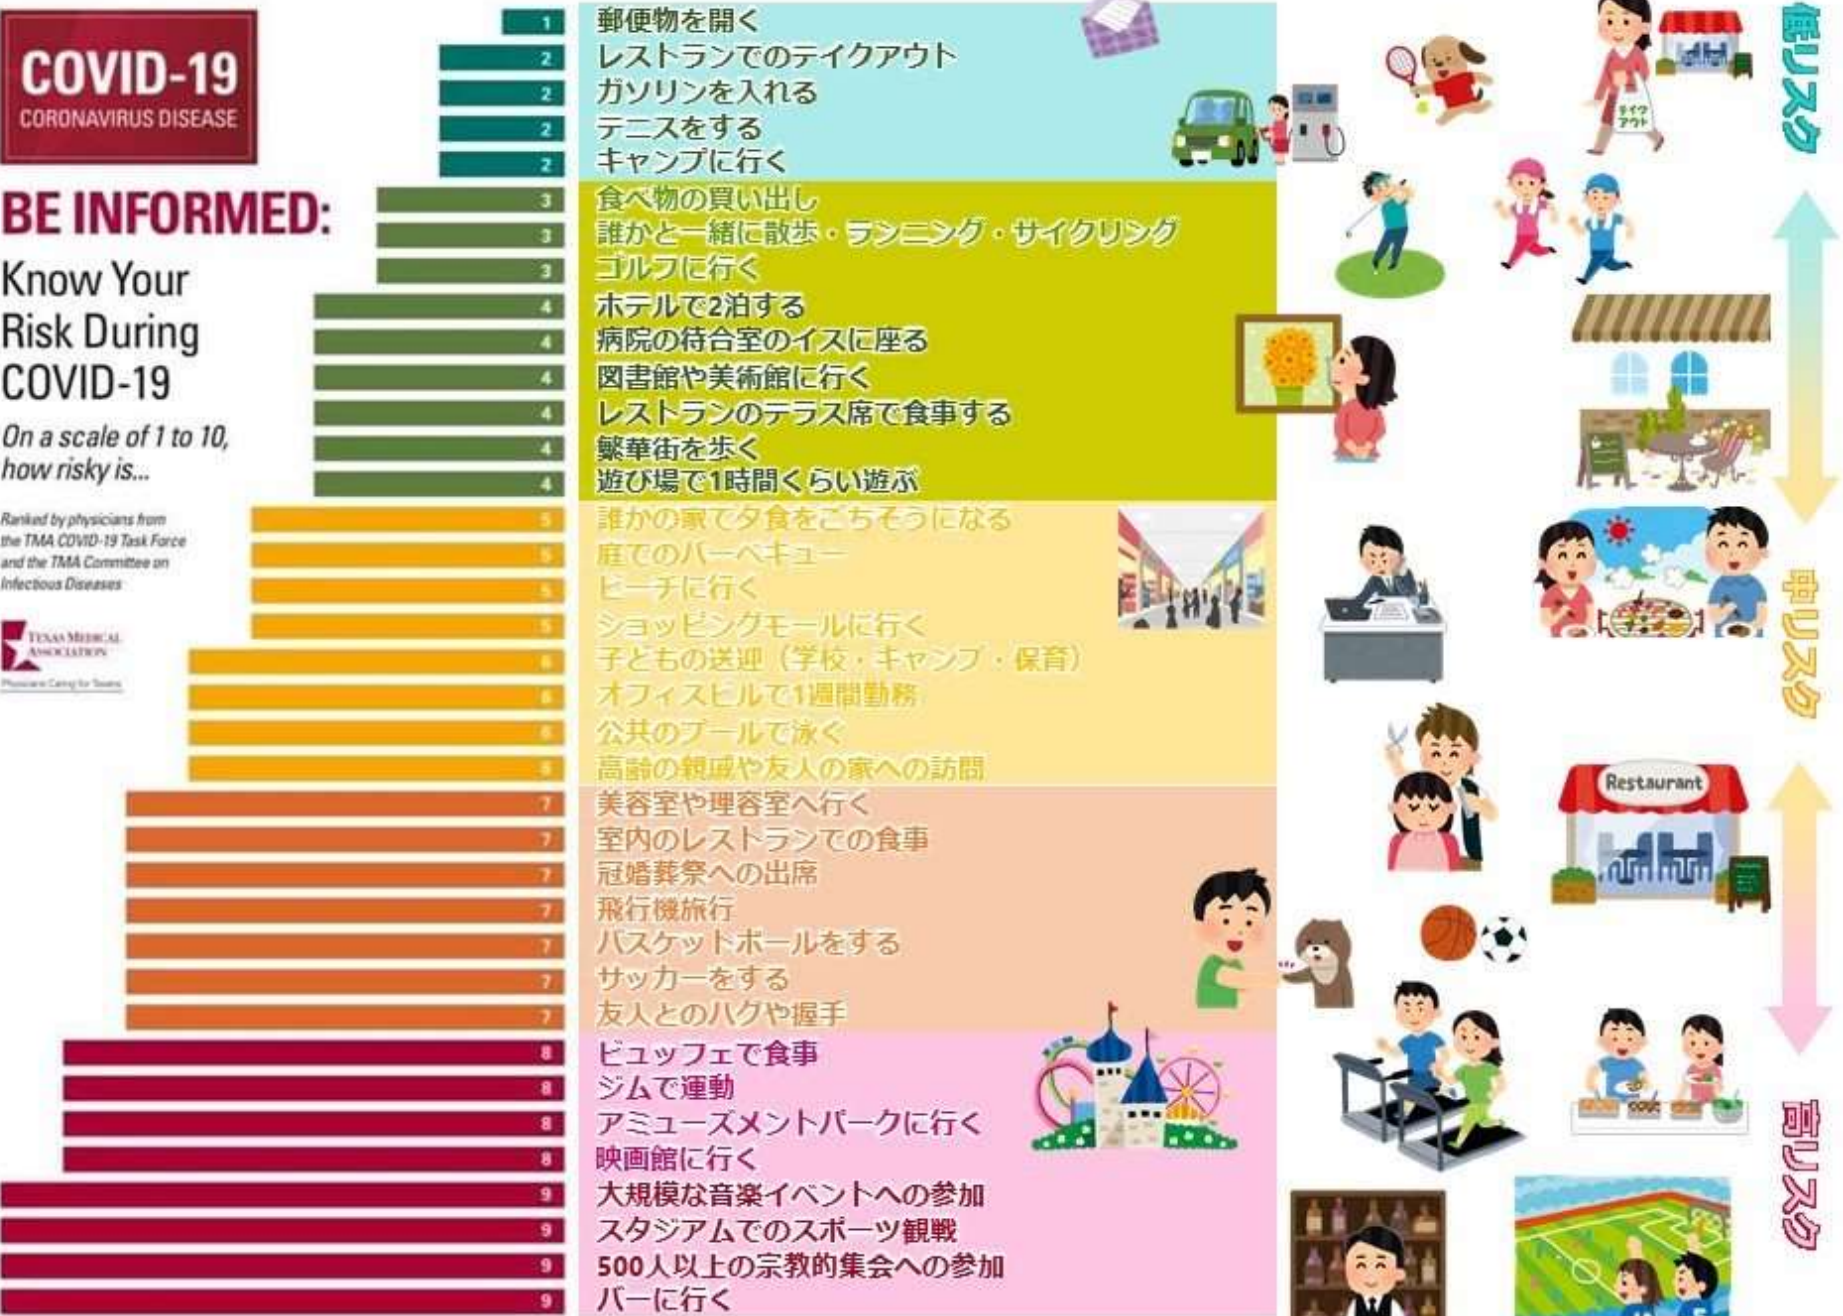 COVID-19
CORONAVIRUS DISEASE
BE INFORMED:
Know Your
Risk During
COVID-19
On a scale of 1 to 10,
how risky is...
Ranked by physicians from
the TMA COVID-19 Task Force
and the TMA Committee on
Infectious Diseases
TEXAS MEDICAL
ASSOCIATION
Physicians Caring for Texans
1 郵便物を開く
2 レストランでのテイクアウト
2 ガソリンを入れる
2 テニスをする
2 キャンプに行く
3 食べ物の買い出し
3 誰かと一緒に散歩・ランニング・サイクリング
3 ゴルフに行く
4 ホテルで2泊する
4 病院の待合室のイスに座る
4 図書館や美術館に行く
4 レストランのテラス席で食事する
4 繁華街を歩く
4 遊び場で1時間くらい遊ぶ
5 誰かの家で夕食をごちそうになる
5 庭でのバーベキュー
5 ビーチに行く
5 ショッピングモールに行く
6 子どもの送迎（学校・キャンプ・保育）
6 オフィスビルで1週間勤務
6 公共のプールで泳ぐ
6 高齢の親戚や友人の家への訪問
7 美容室や理容室へ行く
7 室内のレストランでの食事
7 冠婚葬祭への出席
7 飛行機旅行
7 バスケットボールをする
7 サッカーをする
7 友人とのハグや握手
8 ビュッフェで食事
8 ジムで運動
8 アミューズメントパークに行く
8 映画館に行く
9 大規模な音楽イベントへの参加
9 スタジアムでのスポーツ観戦
9 500人以上の宗教的集会への参加
9 バーに行く
テイク
アウト
Restaurant
低リスク
中リスク
高リスク